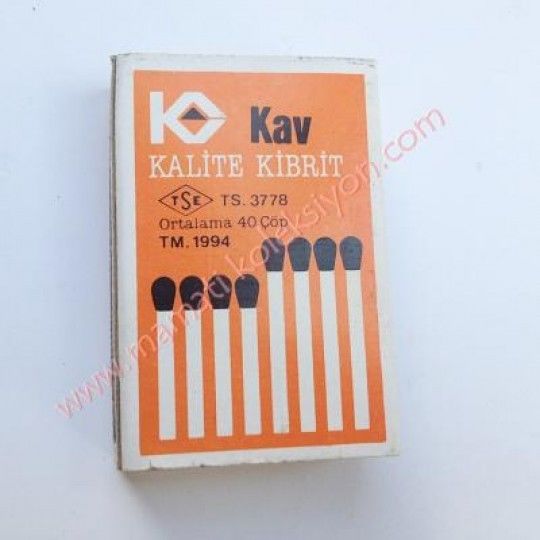 Kav
KALİTE KİBRİT
TSE TS. 3778
Ortalama 40 Çöp
TM. 1994
www.mamatikoleksiyon.com